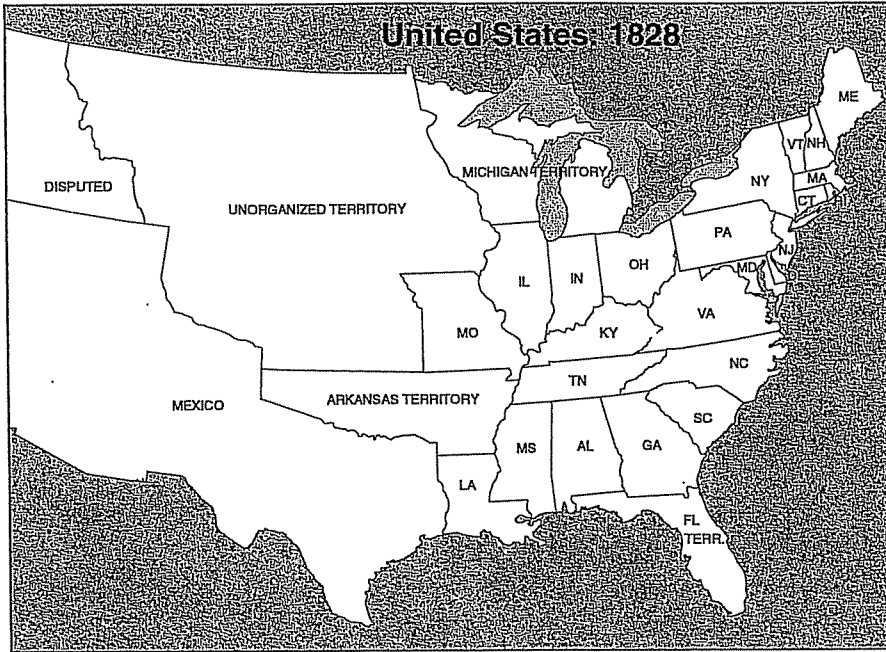 United States: 1828
ME
VT
NH
MICHIGAN TERRITORY
MA
NY
DISPUTED
CT
UNORGANIZED TERRITORY
PA
NJ
OH
MD
IL
IN
VA
MO
KY
NC
TN
ARKANSAS TERRITORY
MEXICO
SC
MS
AL
GA
LA
FL
TERR.